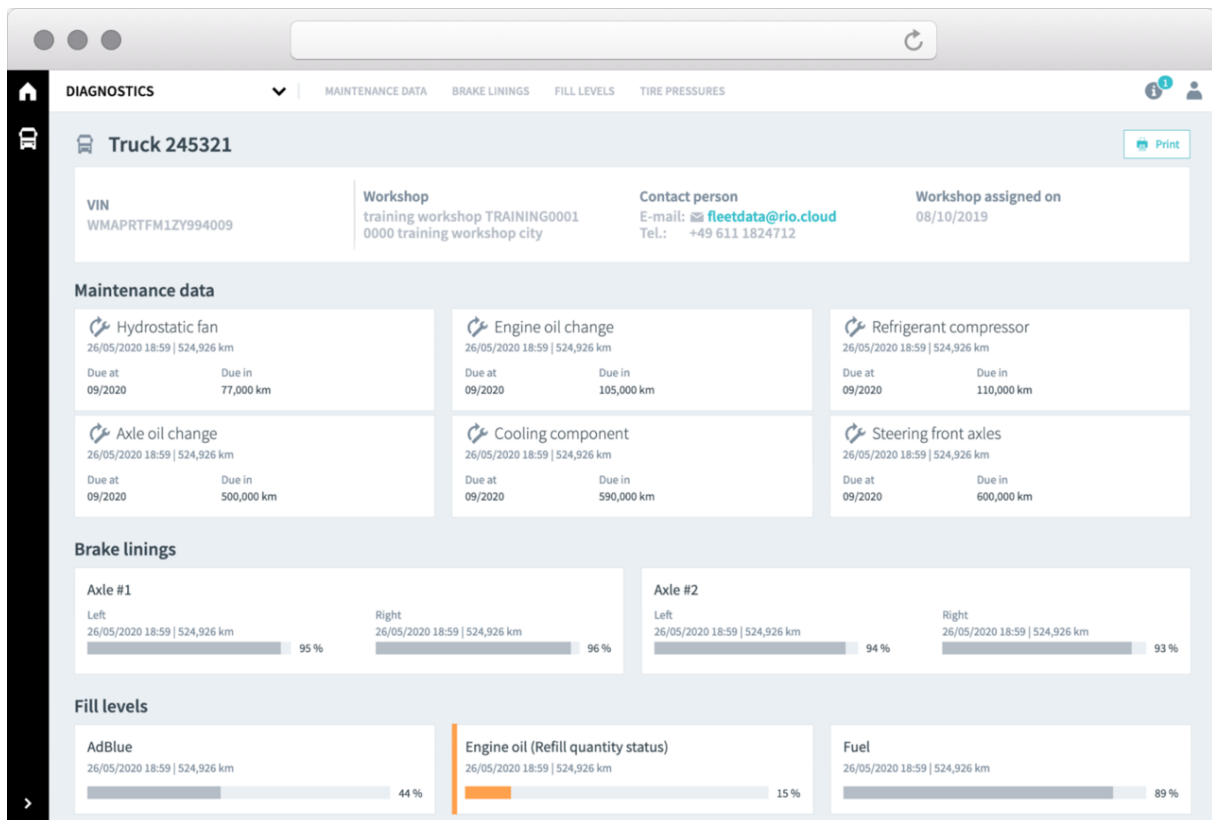 DIAGNOSTICS MAINTENANCE DATA BRAKE LININGS FILL LEVELS TIRE PRESSURES 1
Truck 245321 Print
VIN
WMAPRTFM1ZY994009
Workshop
training workshop TRAINING0001
0000 training workshop city
Contact person
E-mail: fleetdata@rio.cloud
Tel.: +49 611 1824712
Workshop assigned on
08/10/2019
Maintenance data
Hydrostatic fan
26/05/2020 18:59 | 524,926 km
Due at Due in
09/2020 77,000 km
Engine oil change
26/05/2020 18:59 | 524,926 km
Due at Due in
09/2020 105,000 km
Refrigerant compressor
26/05/2020 18:59 | 524,926 km
Due at Due in
09/2020 110,000 km
Axle oil change
26/05/2020 18:59 | 524,926 km
Due at Due in
09/2020 500,000 km
Cooling component
26/05/2020 18:59 | 524,926 km
Due at Due in
09/2020 590,000 km
Steering front axles
26/05/2020 18:59 | 524,926 km
Due at Due in
09/2020 600,000 km
Brake linings
Axle #1
Left
26/05/2020 18:59 | 524,926 km
95 %
Right
26/05/2020 18:59 | 524,926 km
96 %
Axle #2
Left
26/05/2020 18:59 | 524,926 km
94 %
Right
26/05/2020 18:59 | 524,926 km
93 %
Fill levels
AdBlue
26/05/2020 18:59 | 524,926 km
44 %
Engine oil (Refill quantity status)
26/05/2020 18:59 | 524,926 km
15 %
Fuel
26/05/2020 18:59 | 524,926 km
89 %